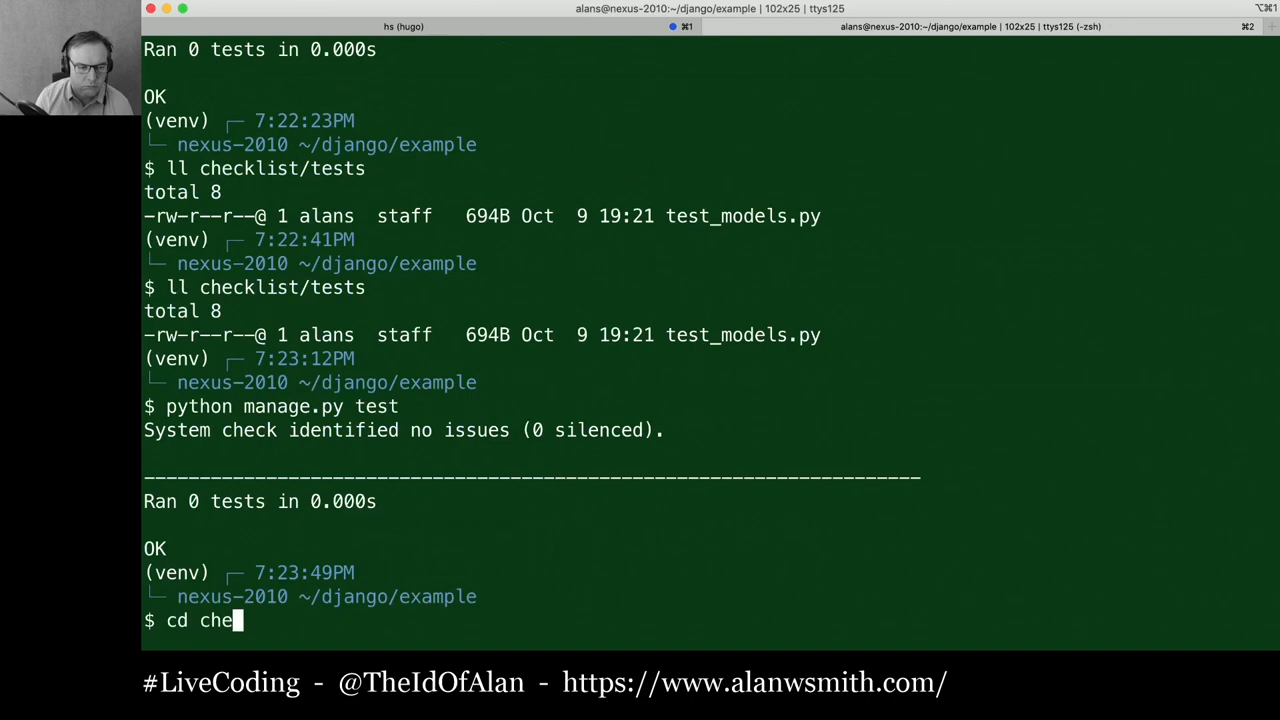 alans@nexus-2010:~/django/example | 102x25 | ttys125
⌥⌘1
hs (hugo)
⌘1
alans@nexus-2010:~/django/example | 102x25 | ttys125 (-zsh)
⌘2
Ran 0 tests in 0.000s
OK
(venv) ┌─ 7:22:23PM
└─ nexus-2010 ~/django/example
$ ll checklist/tests
total 8
-rw-r--r--@ 1 alans  staff   694B Oct  9 19:21 test_models.py
(venv) ┌─ 7:22:41PM
└─ nexus-2010 ~/django/example
$ ll checklist/tests
total 8
-rw-r--r--@ 1 alans  staff   694B Oct  9 19:21 test_models.py
(venv) ┌─ 7:23:12PM
└─ nexus-2010 ~/django/example
$ python manage.py test
System check identified no issues (0 silenced).
----------------------------------------------------------------------
Ran 0 tests in 0.000s
OK
(venv) ┌─ 7:23:49PM
└─ nexus-2010 ~/django/example
$ cd che
#LiveCoding - @TheIdOfAlan - https://www.alanwsmith.com/